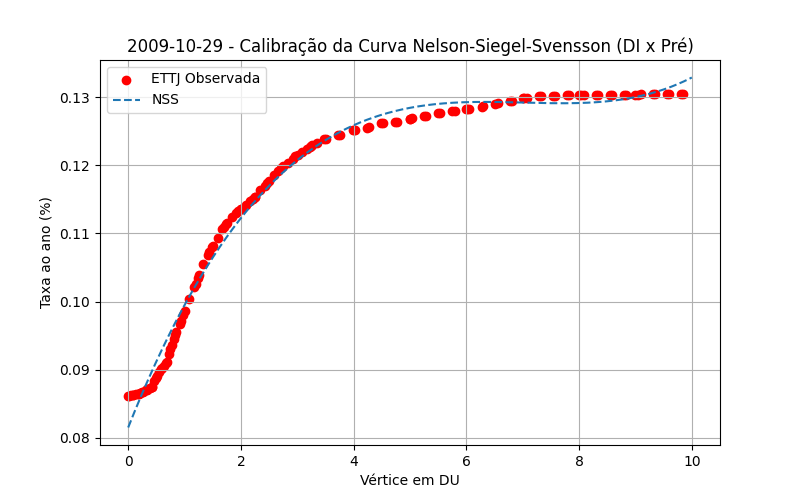 2009-10-29 - Calibração da Curva Nelson-Siegel-Svensson (DI x Pré)
ETTJ Observada
NSS
Taxa ao ano (%)
0.13
0.12
0.11
0.10
0.09
0.08
0
2
4
6
8
10
Vértice em DU